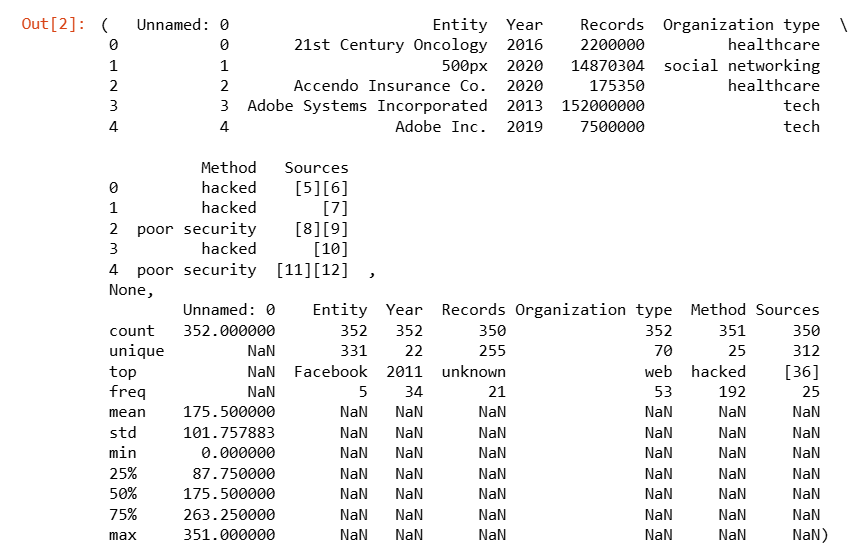 Out[2]: (   Unnamed: 0                      Entity  Year     Records  Organization type  \
0           0       21st Century Oncology  2016     2200000         healthcare
1           1                       500px  2020    14870304  social networking
2           2       Accendo Insurance Co.  2020      175350         healthcare
3           3  Adobe Systems Incorporated  2013   152000000               tech
4           4                  Adobe Inc.  2019     7500000               tech
          Method   Sources
0         hacked    [5][6]
1         hacked       [7]
2  poor security    [8][9]
3         hacked      [10]
4  poor security  [11][12]  ,
None,
        Unnamed: 0    Entity  Year  Records Organization type  Method Sources
count   352.000000       352   352      350               352     351     350
unique         NaN       331    22      255                70      25     312
top            NaN  Facebook  2011  unknown               web  hacked    [36]
freq           NaN         5    34       21                53     192      25
mean    175.500000       NaN   NaN      NaN               NaN     NaN     NaN
std     101.757883       NaN   NaN      NaN               NaN     NaN     NaN
min       0.000000       NaN   NaN      NaN               NaN     NaN     NaN
25%      87.750000       NaN   NaN      NaN               NaN     NaN     NaN
50%     175.500000       NaN   NaN      NaN               NaN     NaN     NaN
75%     263.250000       NaN   NaN      NaN               NaN     NaN     NaN
max     351.000000       NaN   NaN      NaN               NaN     NaN     NaN)